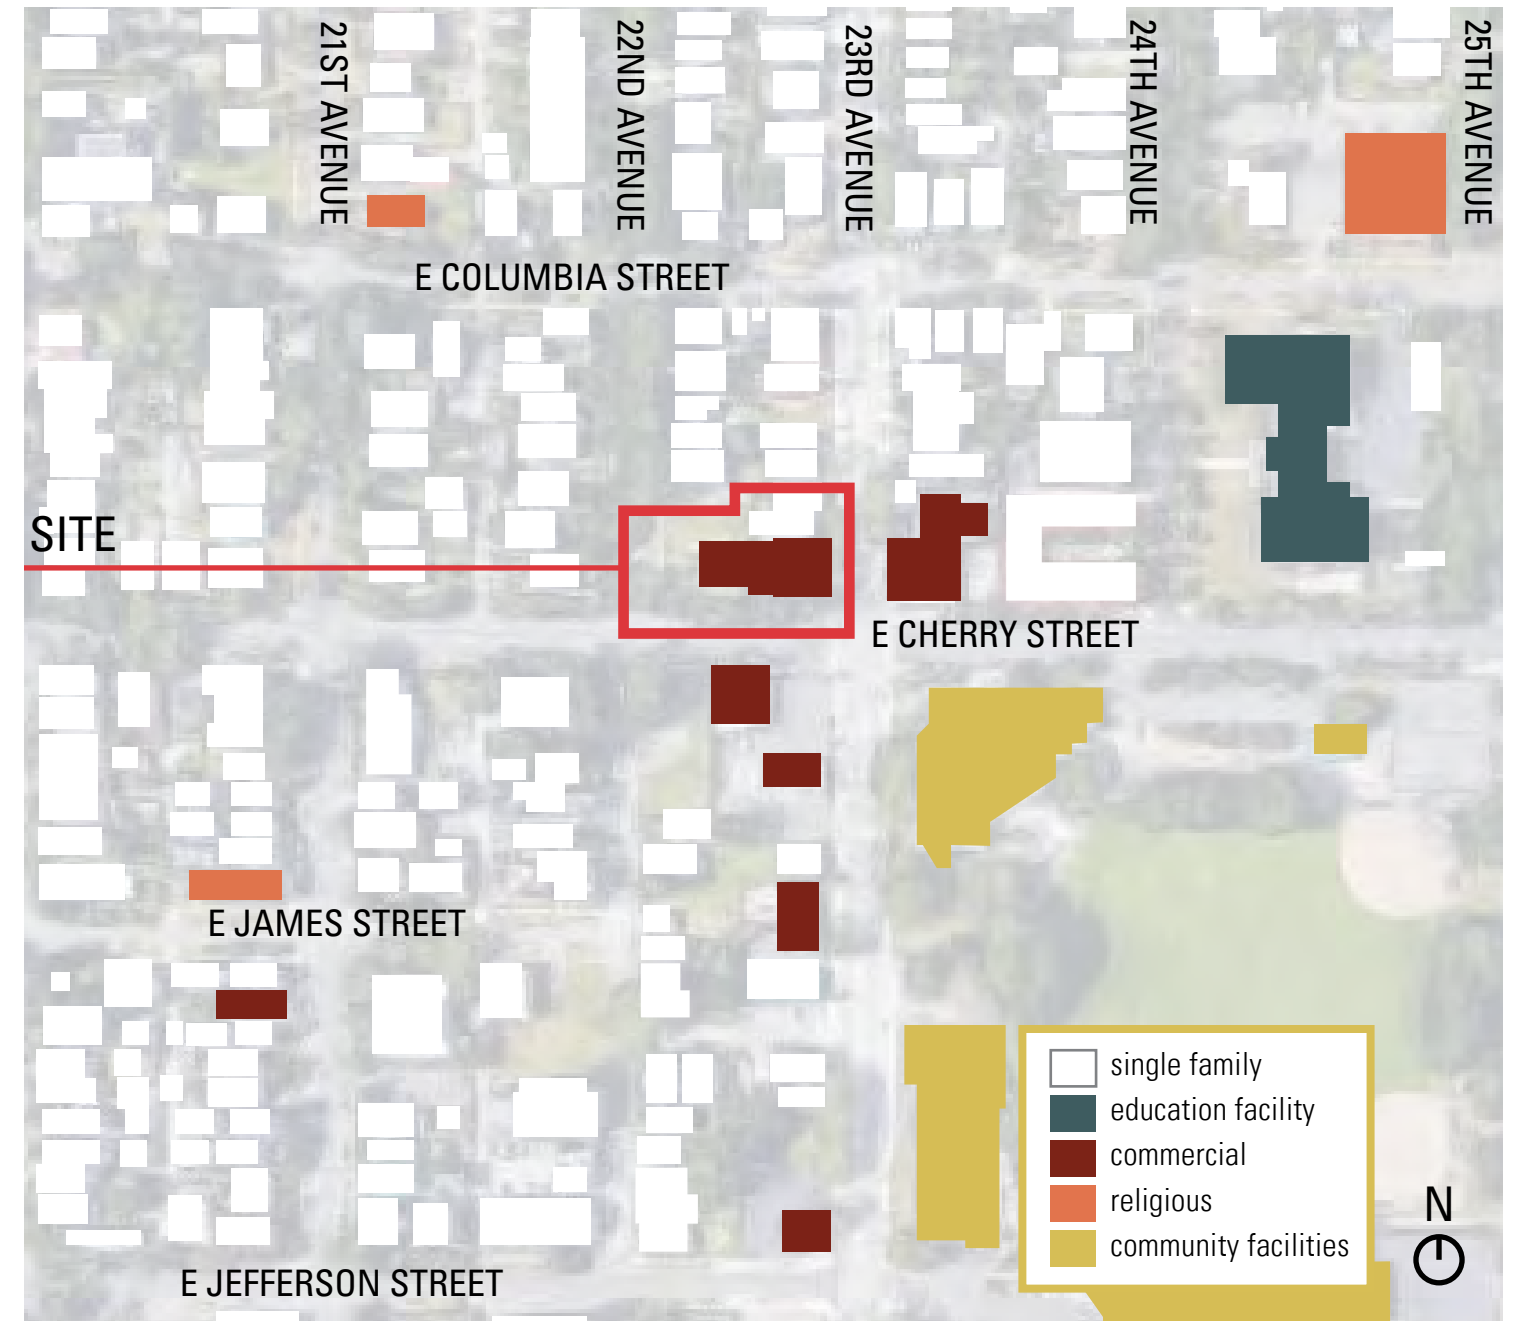 21ST AVENUE
22ND AVENUE
23RD AVENUE
24TH AVENUE
25TH AVENUE
E COLUMBIA STREET
SITE
E CHERRY STREET
E JAMES STREET
single family
education facility
commercial
religious
community facilities
N
E JEFFERSON STREET